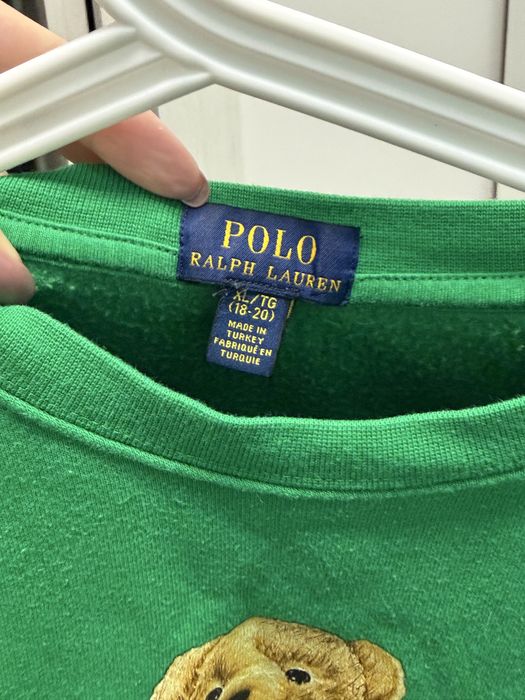 POLO
RALPH LAUREN
XL/TG
(18-20)
MADE IN
TURKEY
FABRIQUÉ EN
TURQUIE